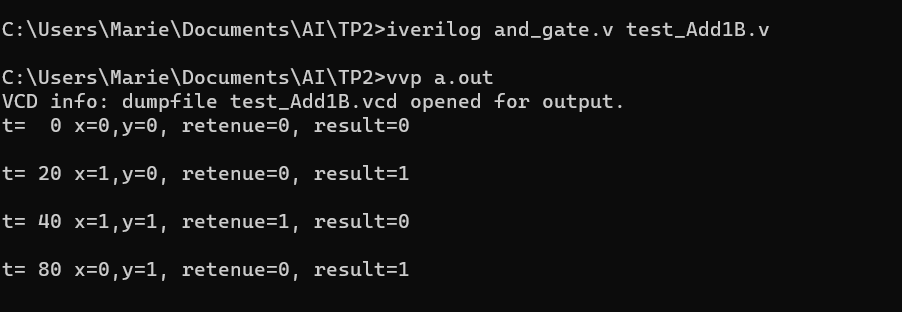 C:\Users\Marie\Documents\AI\TP2>iverilog and_gate.v test_Add1B.v
C:\Users\Marie\Documents\AI\TP2>vvp a.out
VCD info: dumpfile test_Add1B.vcd opened for output.
t=  0 x=0,y=0, retenue=0, result=0
t= 20 x=1,y=0, retenue=0, result=1
t= 40 x=1,y=1, retenue=1, result=0
t= 80 x=0,y=1, retenue=0, result=1